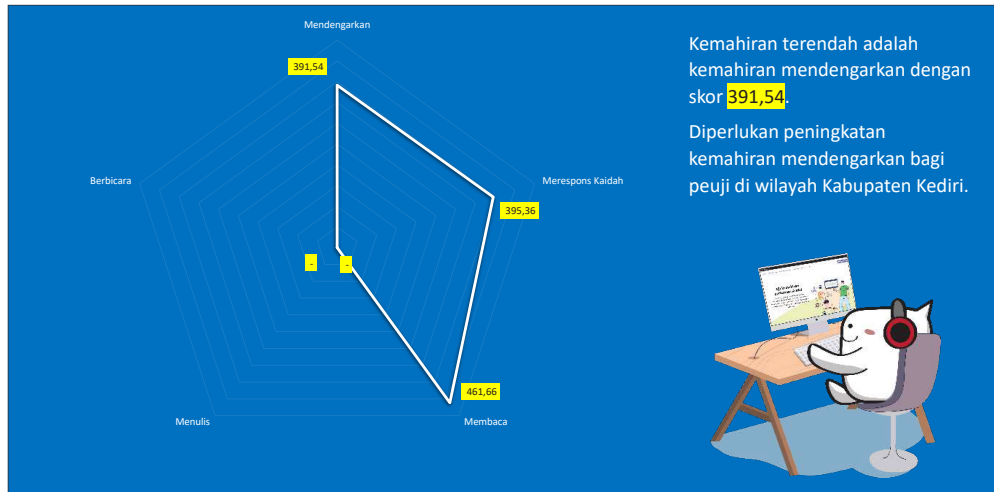 Mendengarkan
391,54
Berbicara
Merespons Kaidah
395,36
-
-
461,66
Menulis
Membaca
Kemahiran terendah adalah
kemahiran mendengarkan dengan
skor 391,54.
Diperlukan peningkatan
kemahiran mendengarkan bagi
peuji di wilayah Kabupaten Kediri.